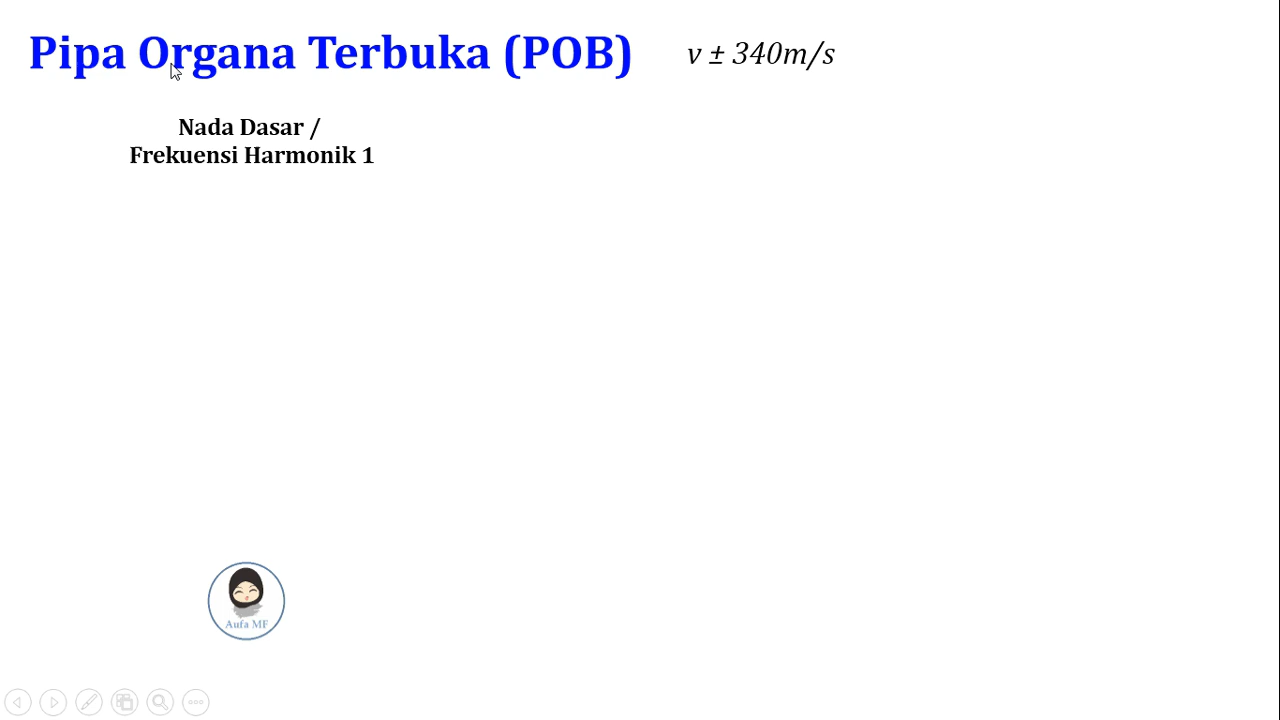 Pipa Organa Terbuka (POB)
v ± 340m/s
Nada Dasar /
Frekuensi Harmonik 1
Aufa MF